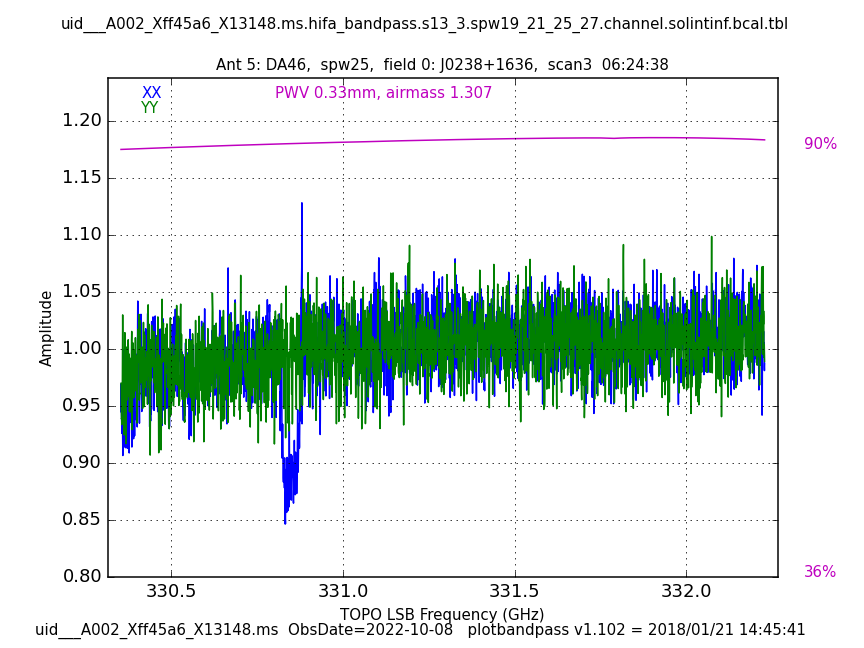 uid___A002_Xff45a6_X13148.ms.hifa_bandpass.s13_3.spw19_21_25_27.channel.solintinf.bcal.tbl
Ant 5: DA46,  spw25,  field 0: J0238+1636,  scan3  06:24:38
XX
YY
PWV 0.33mm, airmass 1.307
90%
36%
Amplitude
1.20
1.15
1.10
1.05
1.00
0.95
0.90
0.85
0.80
330.5 331.0 331.5 332.0
TOPO LSB Frequency (GHz)
uid___A002_Xff45a6_X13148.ms  ObsDate=2022-10-08   plotbandpass v1.102 = 2018/01/21 14:45:41